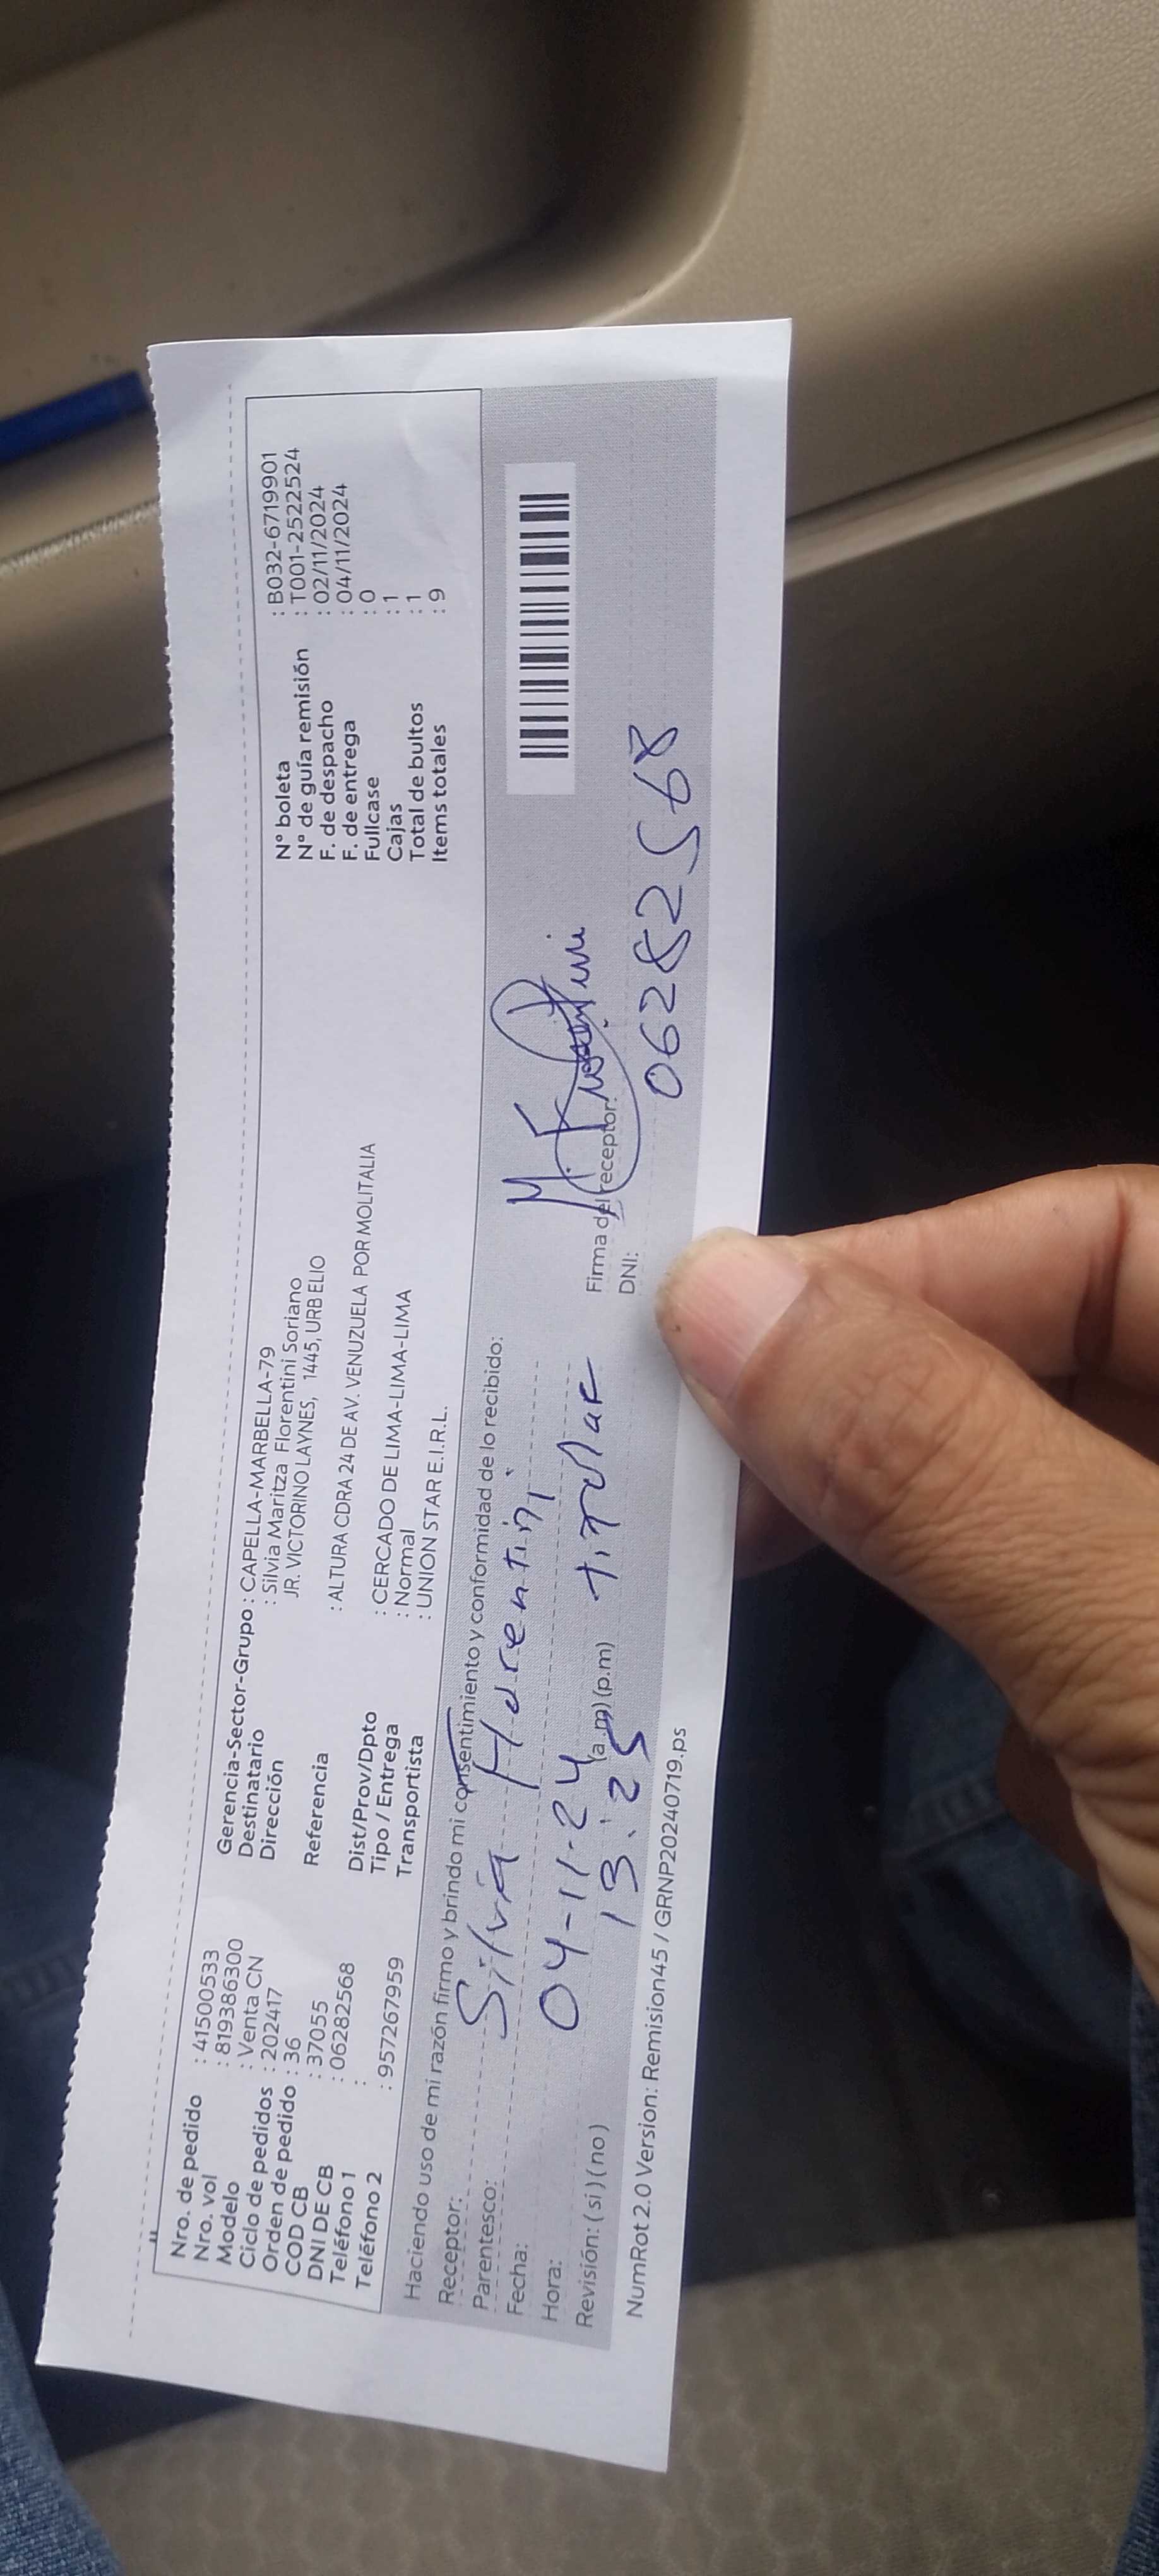 Nro. de pedido : 41500533
Nro. vol : 819386300
Modelo : Venta CN
Ciclo de pedidos : 202417
Orden de pedido : 36
COD CB : 37055
DNI DE CB : 06282568
Teléfono 1 :
Teléfono 2 : 957267959
Gerencia-Sector-Grupo : CAPELLA-MARBELLA-79
Destinatario : Silvia Maritza Florentini Soriano
Dirección JR. VICTORINO LAYNES, 1445, URB ELIO
Referencia : ALTURA CDRA 24 DE AV. VENUZUELA POR MOLITALIA
Dist/Prov/Dpto : CERCADO DE LIMA-LIMA-LIMA
Tipo / Entrega : Normal
Transportista : UNION STAR E.I.R.L.
N° boleta : B032-6719901
N° de guía remisión : T001-2522524
F. de despacho : 02/11/2024
F. de entrega : 04/11/2024
Fullcase : 0
Cajas : 1
Total de bultos : 1
Items totales : 9
Haciendo uso de mi razón firmo y brindo mi consentimiento y conformidad de lo recibido:
Receptor: Silvia Florentini
Parentesco: titular
Fecha: 04-11-24
Hora: 13:25 (a.m) (p.m)
Revisión: ( si ) ( no )
Firma del receptor:
DNI: 06282568
NumRot 2.0 Version: Remision45 / GRNP20240719.ps